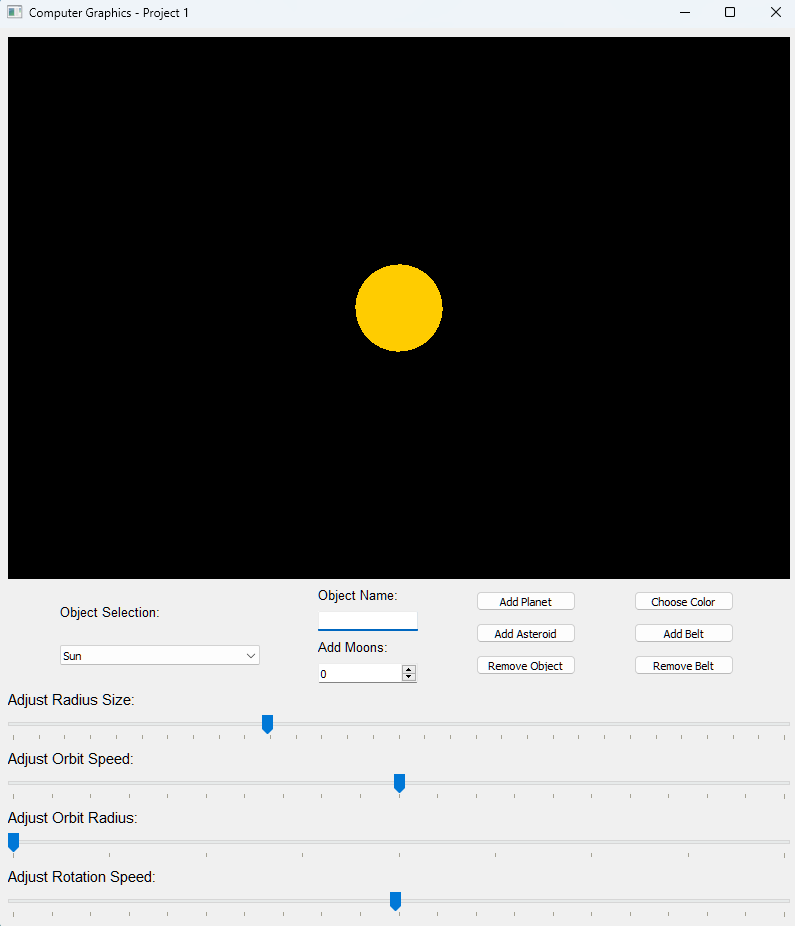 Computer Graphics - Project 1
Object Selection:
Sun
Object Name:
Add Moons:
0
Add Planet
Add Asteroid
Remove Object
Choose Color
Add Belt
Remove Belt
Adjust Radius Size:
Adjust Orbit Speed:
Adjust Orbit Radius:
Adjust Rotation Speed: